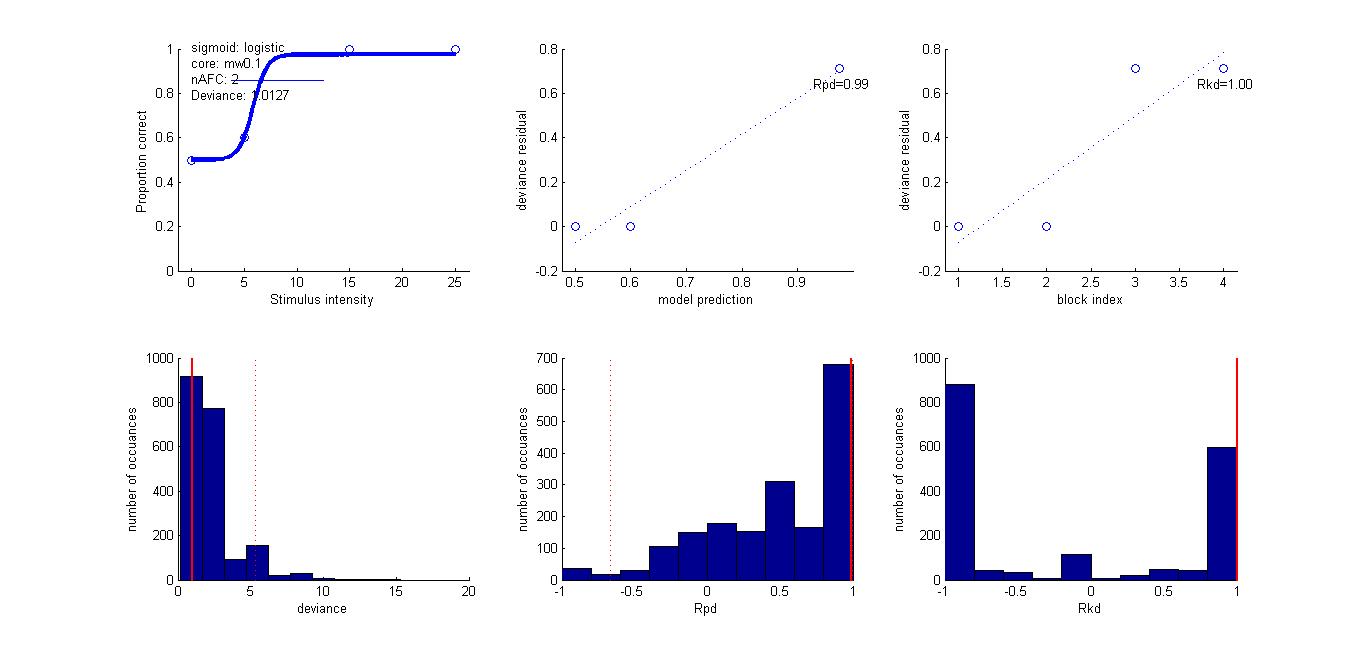 sigmoid: logistic
core: mw0.1
nAFC: 2
Deviance: 1.0127
1
0.8
0.6
0.4
0.2
0
0 5 10 15 20 25
Proportion correct
Stimulus intensity
0.8
0.6
0.4
0.2
0
-0.2
0.5 0.6 0.7 0.8 0.9
deviance residual
model prediction
Rpd=0.99
0.8
0.6
0.4
0.2
0
-0.2
1 1.5 2 2.5 3 3.5 4
deviance residual
block index
Rkd=1.00
1000
800
600
400
200
0
0 5 10 15 20
number of occuances
deviance
700
600
500
400
300
200
100
0
-1 -0.5 0 0.5 1
number of occuances
Rpd
1000
800
600
400
200
0
-1 -0.5 0 0.5 1
number of occuances
Rkd